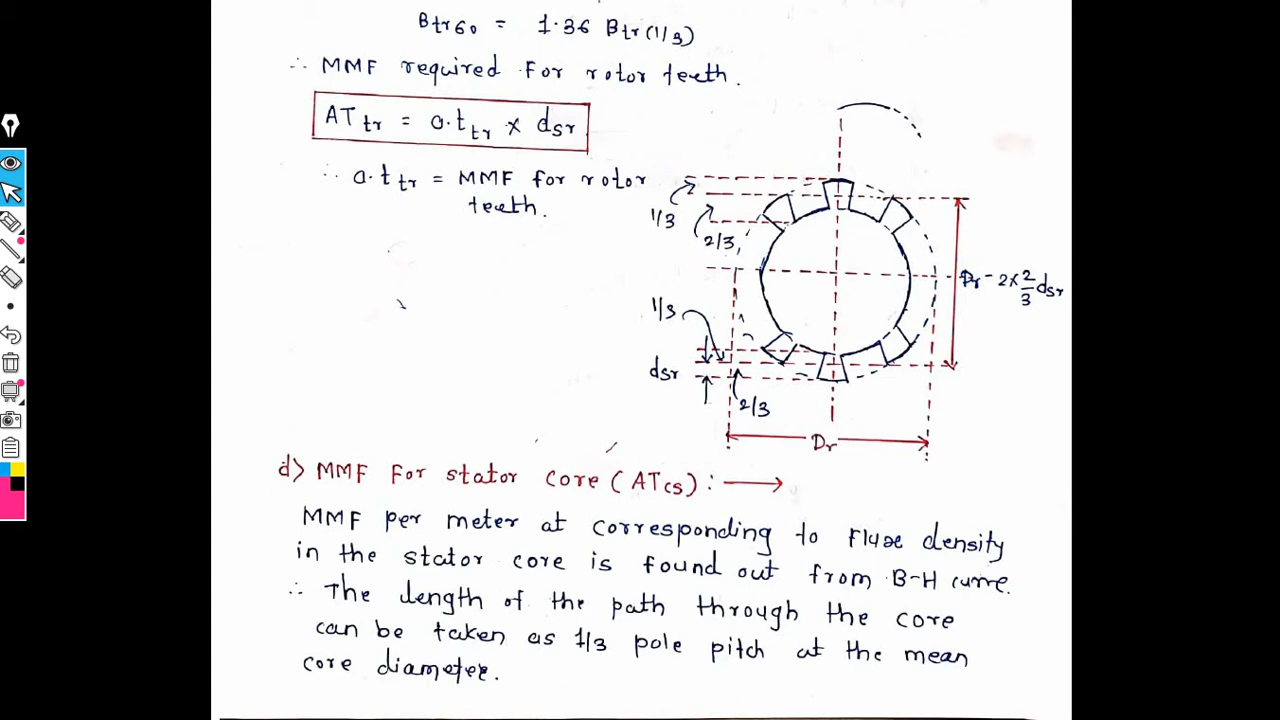 Btr60 = 1.36 Btr(1/3)
∴ MMF required for rotor teeth.
ATtr = a.ttr × dsr
∴ a.ttr = MMF for rotor
teeth.
1/3
2/3
Dr - 2×2/3 dsr
1/3
dsr
2/3
Dr
d) MMF For stator core (ATcs) : ⟶
MMF per meter at corresponding to Fluxe density
in the stator core is found out from B-H curve.
∴ The length of the path through the core
can be taken as 1/3 pole pitch at the mean
core diameter.